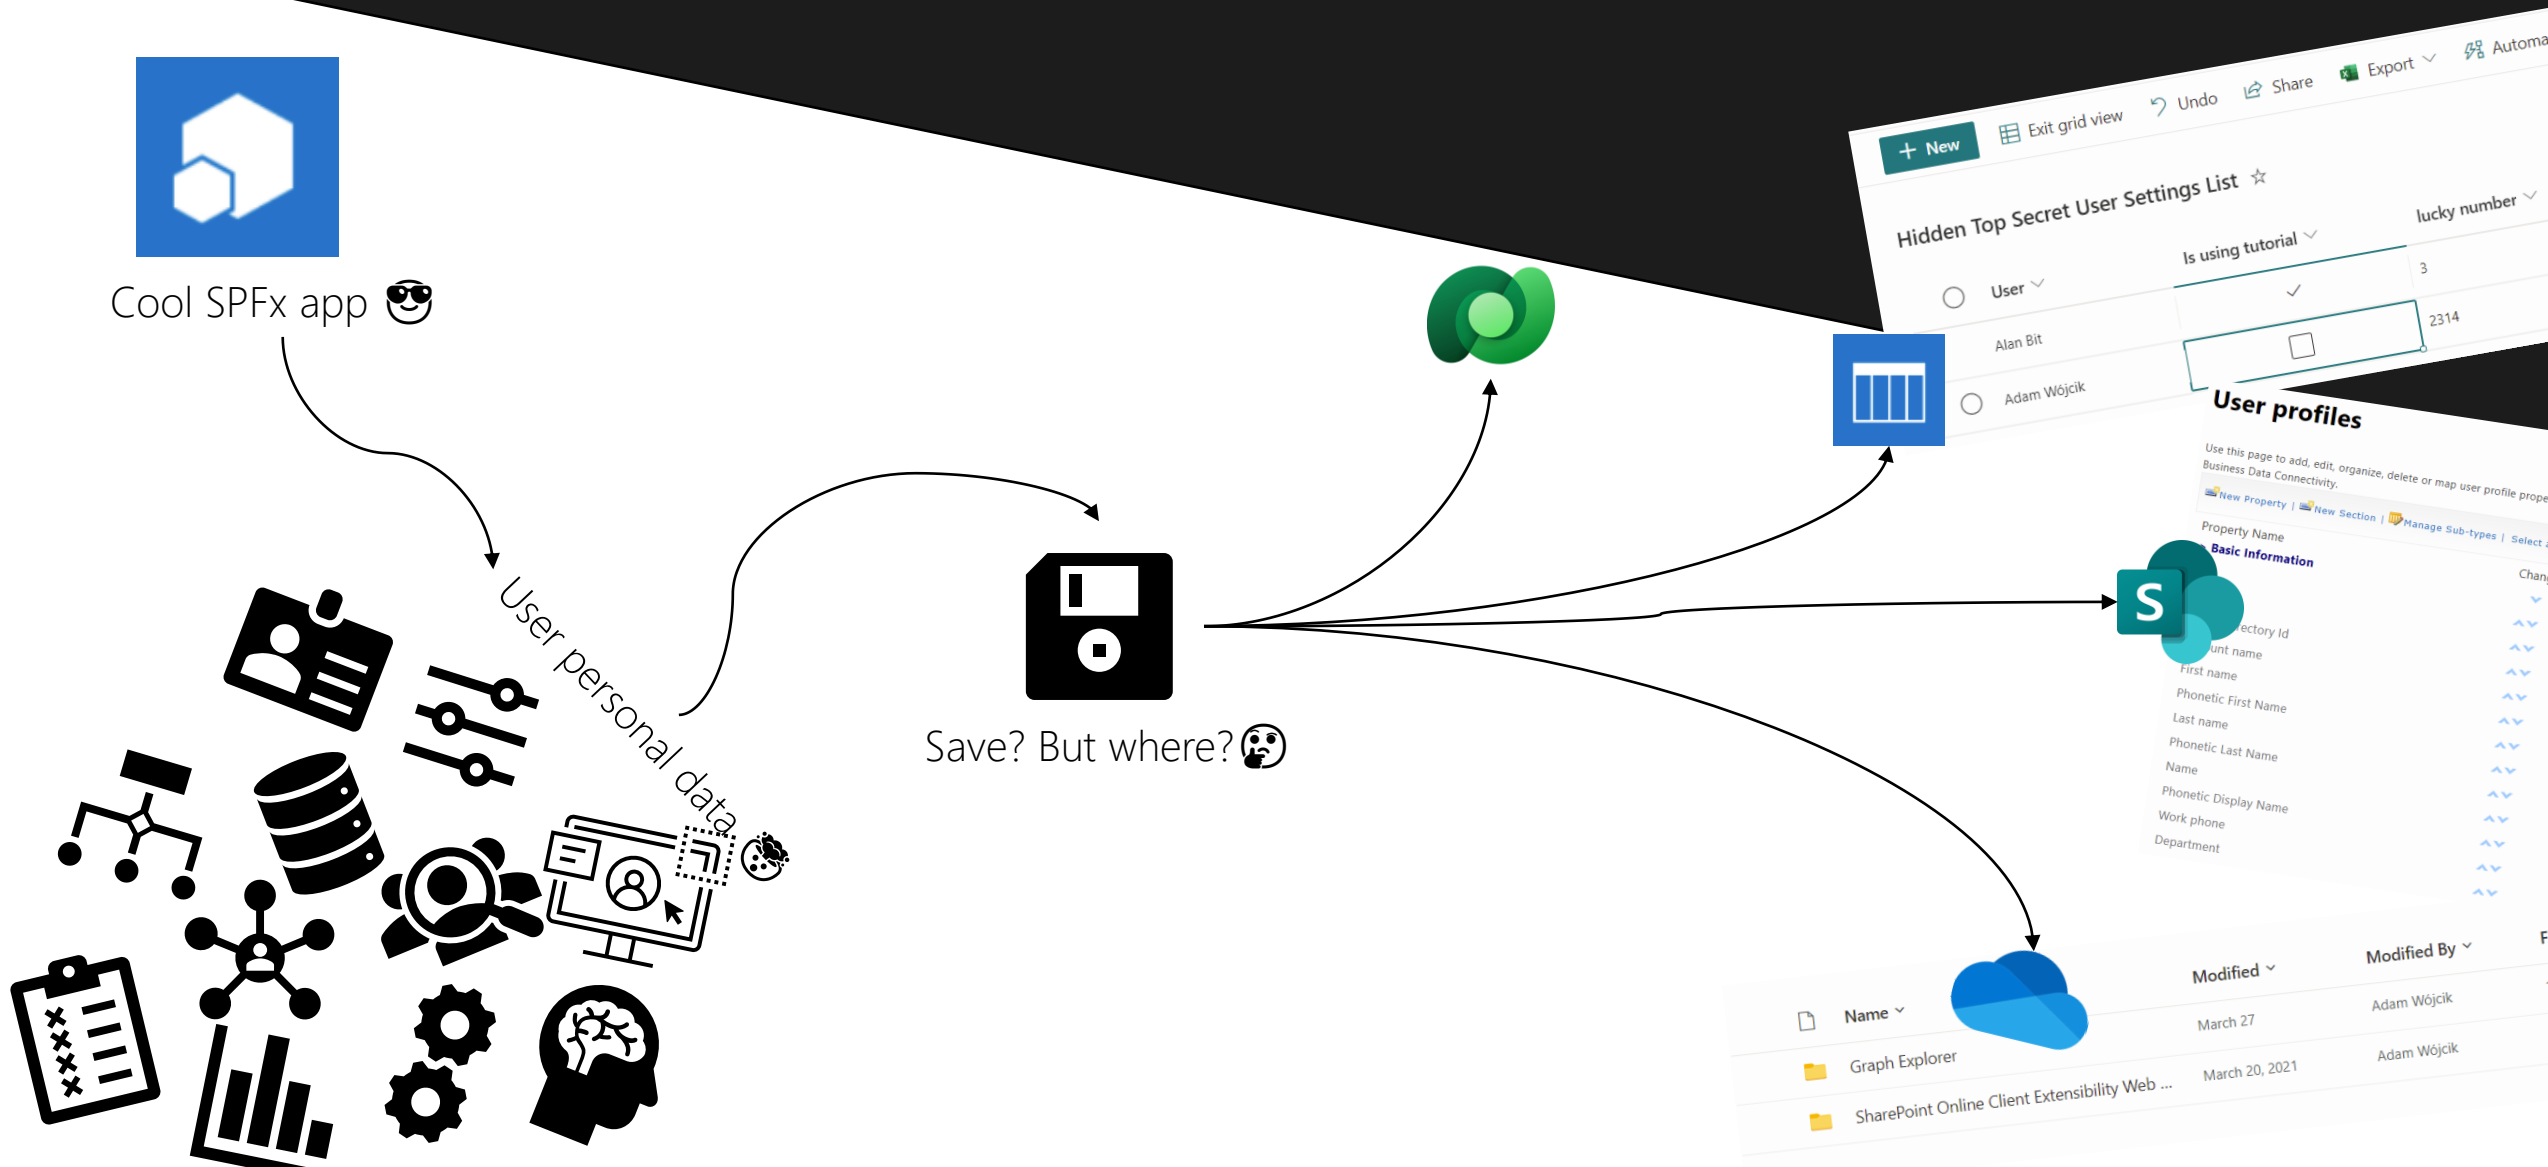 Cool SPFx app 😎
User personal data
Save? But where?🤔
New
Exit grid view
Undo
Share
Export
Hidden Top Secret User Settings List
User
Is using tutorial
lucky number
Alan Bit
3
Adam Wójcik
2314
User profiles
Use this page to add, edit, organize, delete or map user profile
Business Data Connectivity.
New Property | New Section | Manage Sub-types | Select
Property Name
Basic Information
S
Id
name
First name
Phonetic First Name
Last name
Phonetic Last Name
Name
Phonetic Display Name
Work phone
Department
Name
Modified
Modified By
Graph Explorer
March 27
Adam Wójcik
SharePoint Online Client Extensibility Web ...
March 20, 2021
Adam Wójcik